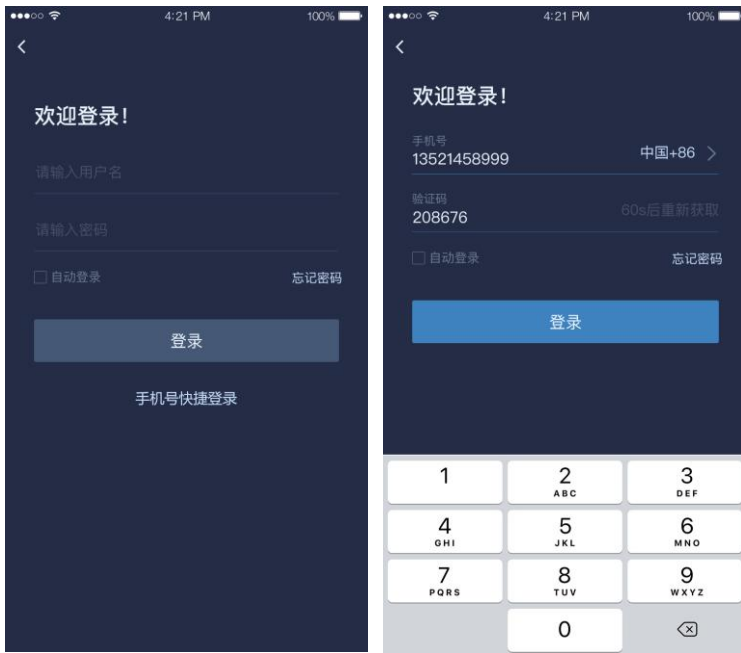 4:21 PM
100%
欢迎登录!
请输入用户名
请输入密码
自动登录
忘记密码
登录
手机号快捷登录
4:21 PM
100%
欢迎登录!
手机号
13521458999
中国+86
验证码
208676
60s后重新获取
自动登录
忘记密码
登录
1
2
3
ABC
DEF
4
5
6
GHI
JKL
MNO
7
8
9
PQRS
TUV
WXYZ
0